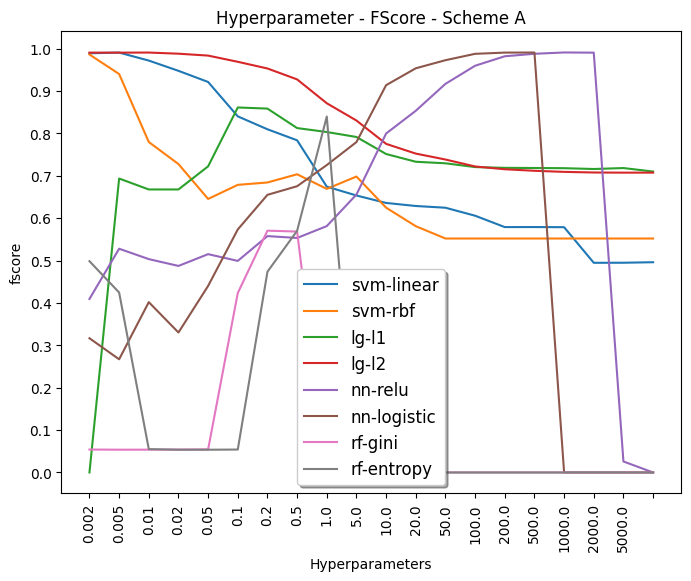 Hyperparameter - FScore - Scheme A
fscore
1.0
0.9
0.8
0.7
0.6
0.5
0.4
0.3
0.2
0.1
0.0
svm-linear
svm-rbf
lg-l1
lg-l2
nn-relu
nn-logistic
rf-gini
rf-entropy
0.002
0.005
0.01
0.02
0.05
0.1
0.2
0.5
1.0
5.0
10.0
20.0
50.0
100.0
200.0
500.0
1000.0
2000.0
5000.0
Hyperparameters